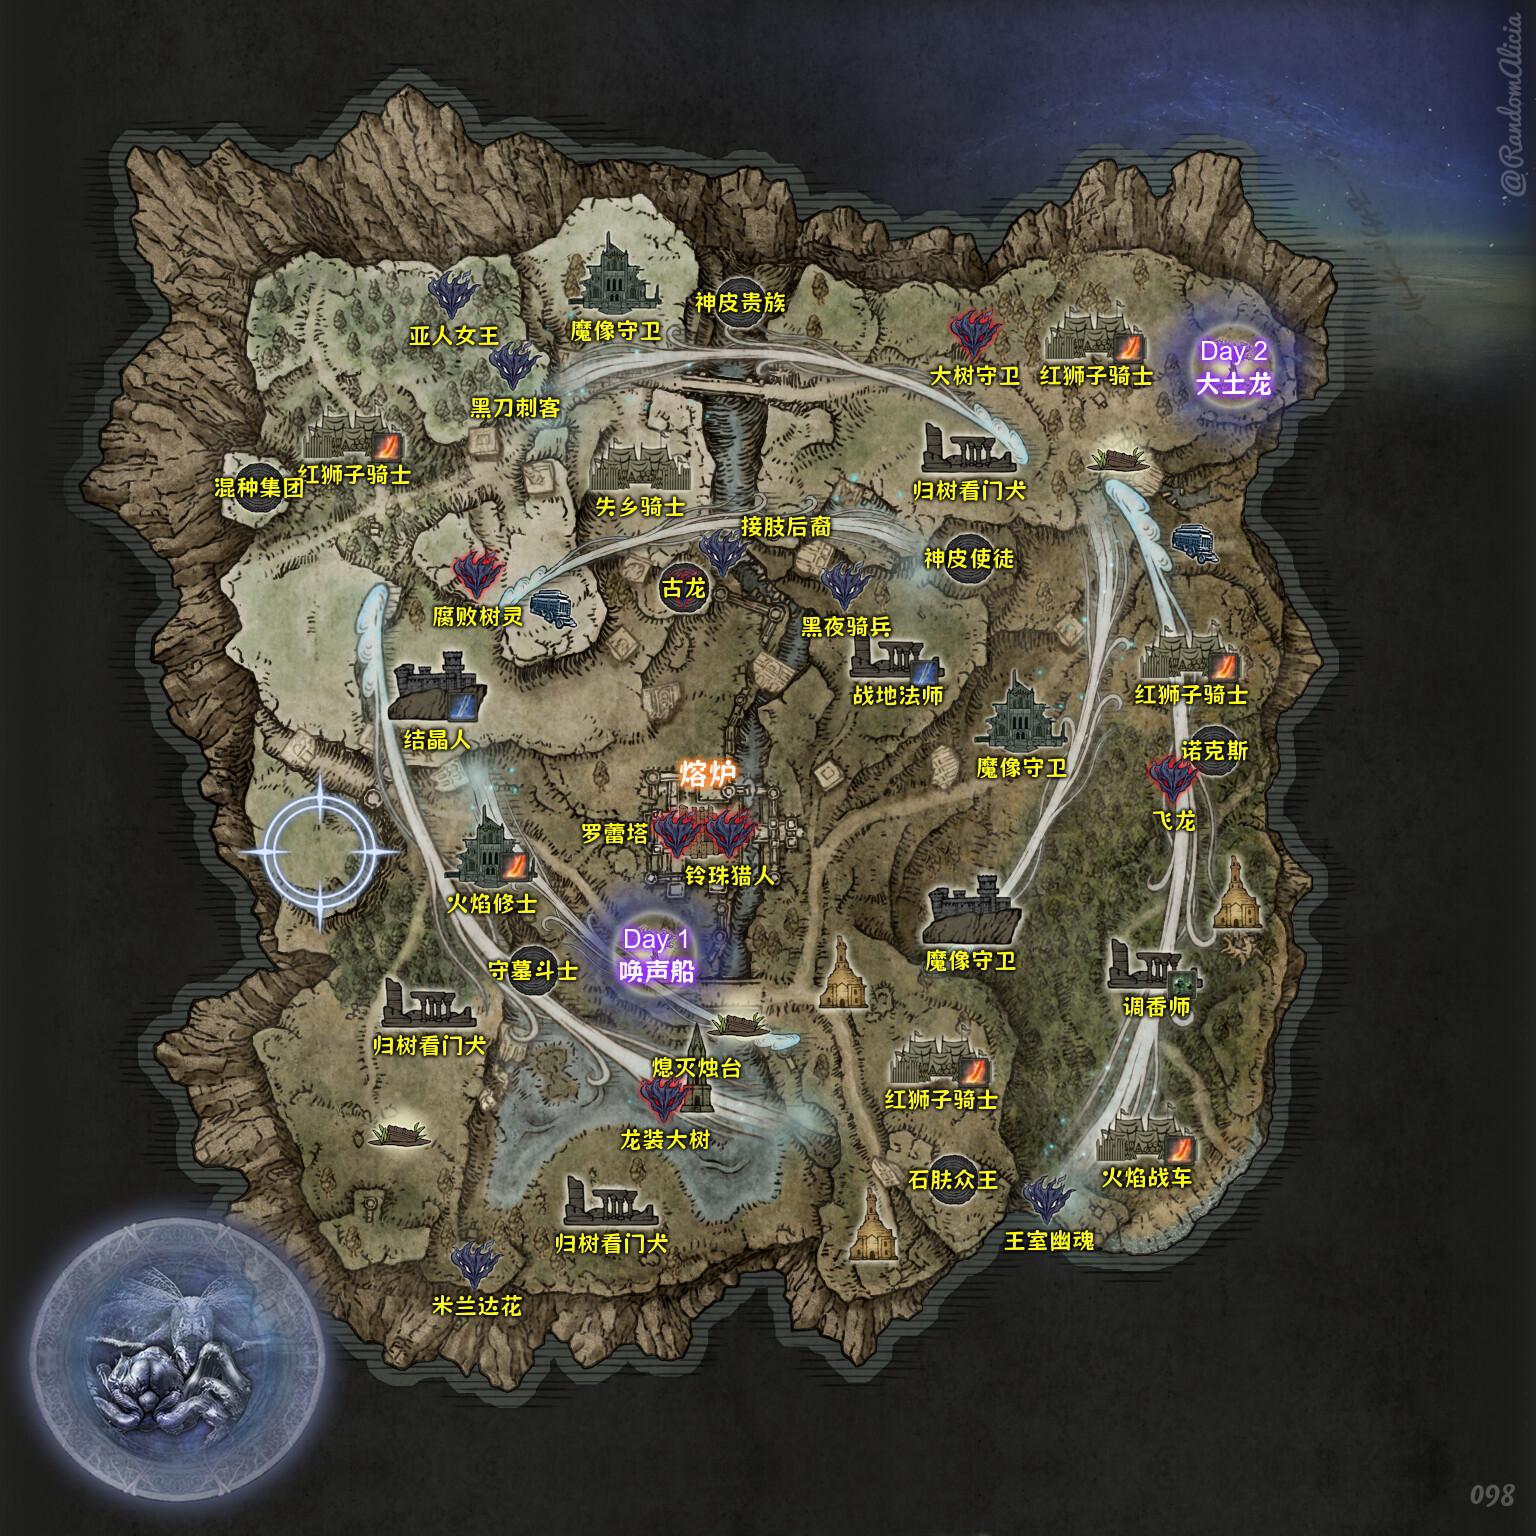 @RandomAlicia
亚人女王
魔像守卫
神皮贵族
大树守卫
红狮子骑士
Day 2
大土龙
黑刀刺客
红狮子骑士
混种集团
失乡骑士
归树看门犬
接肢后裔
神皮使徒
古龙
腐败树灵
黑夜骑兵
战地法师
红狮子骑士
结晶人
魔像守卫
诺克斯
熔炉
飞龙
罗蕾塔
铃珠猎人
火焰修士
Day 1
唤声船
守墓斗士
魔像守卫
调香师
归树看门犬
熄灭烛台
红狮子骑士
龙装大树
石肤众王
火焰战车
归树看门犬
王室幽魂
米兰达花
098